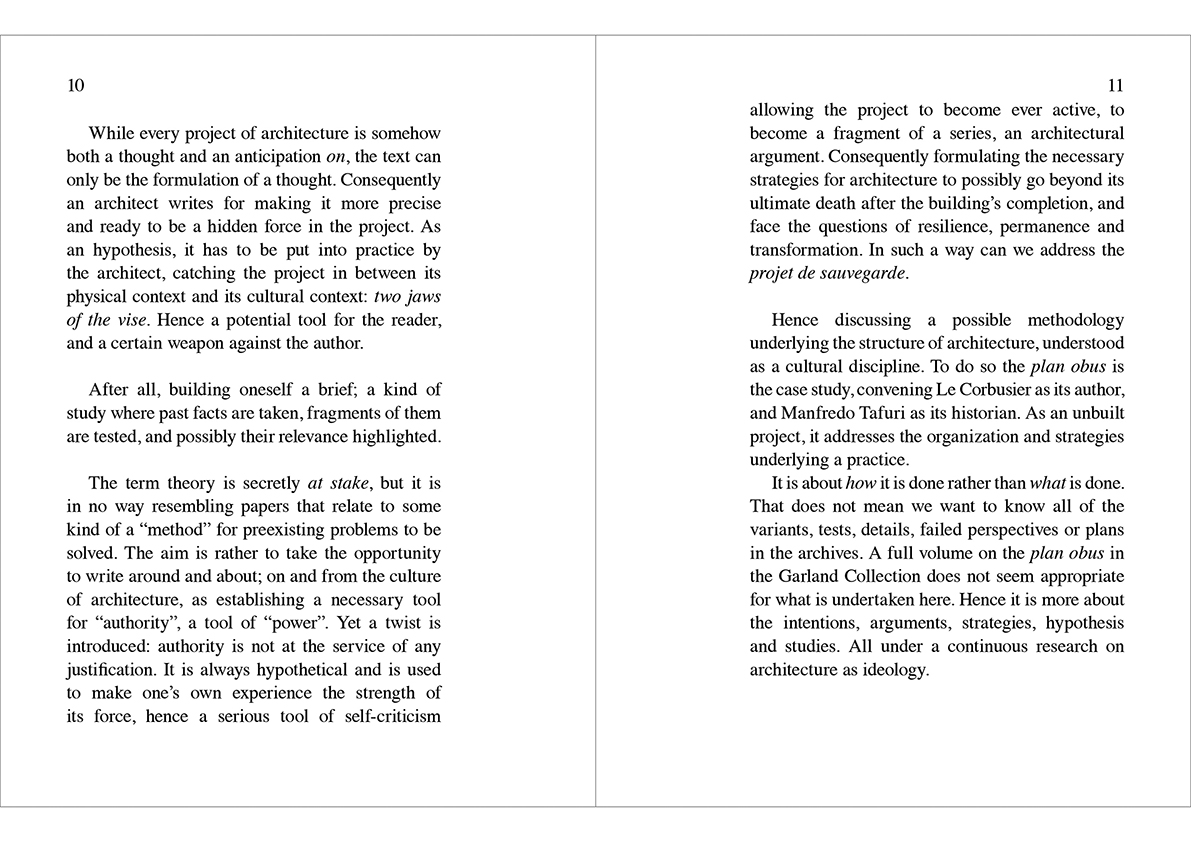 10
While every project of architecture is somehow
both a thought and an anticipation on, the text can
only be the formulation of a thought. Consequently
an architect writes for making it more precise
and ready to be a hidden force in the project. As
an hypothesis, it has to be put into practice by
the architect, catching the project in between its
physical context and its cultural context: two jaws
of the vise. Hence a potential tool for the reader,
and a certain weapon against the author.
After all, building oneself a brief; a kind of
study where past facts are taken, fragments of them
are tested, and possibly their relevance highlighted.
The term theory is secretly at stake, but it is
in no way resembling papers that relate to some
kind of a “method” for preexisting problems to be
solved. The aim is rather to take the opportunity
to write around and about; on and from the culture
of architecture, as establishing a necessary tool
for “authority”, a tool of “power”. Yet a twist is
introduced: authority is not at the service of any
justification. It is always hypothetical and is used
to make one’s own experience the strength of
its force, hence a serious tool of self-criticism
11
allowing the project to become ever active, to
become a fragment of a series, an architectural
argument. Consequently formulating the necessary
strategies for architecture to possibly go beyond its
ultimate death after the building’s completion, and
face the questions of resilience, permanence and
transformation. In such a way can we address the
projet de sauvegarde.
Hence discussing a possible methodology
underlying the structure of architecture, understood
as a cultural discipline. To do so the plan obus is
the case study, convening Le Corbusier as its author,
and Manfredo Tafuri as its historian. As an unbuilt
project, it addresses the organization and strategies
underlying a practice.
It is about how it is done rather than what is done.
That does not mean we want to know all of the
variants, tests, details, failed perspectives or plans
in the archives. A full volume on the plan obus in
the Garland Collection does not seem appropriate
for what is undertaken here. Hence it is more about
the intentions, arguments, strategies, hypothesis
and studies. All under a continuous research on
architecture as ideology.